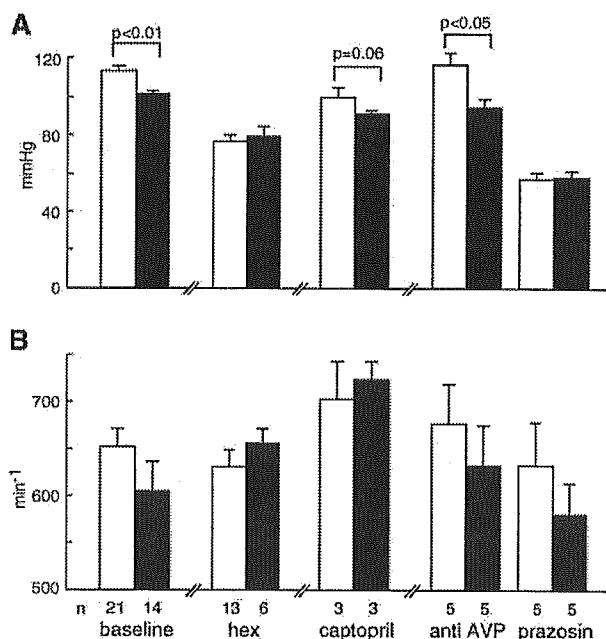 A
p<0.01
p=0.06
p<0.05
120
80
40
0
mmHg
B
700
600
500
min-1
n 21 14 13 6 3 3 5 5 5 5
baseline hex captopril anti AVP prazosin